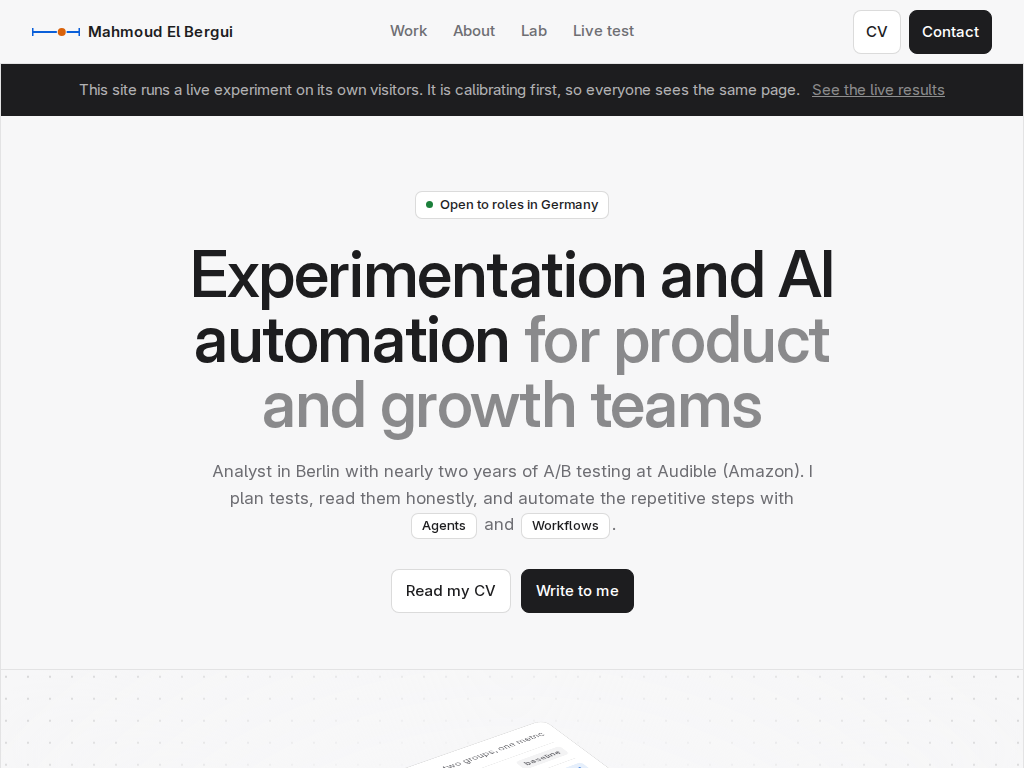 Mahmoud El Bergui
Work About Lab Live test
CV Contact
This site runs a live experiment on its own visitors. It is calibrating first, so everyone sees the same page. See the live results
Open to roles in Germany
Experimentation and AI
automation for product
and growth teams
Analyst in Berlin with nearly two years of A/B testing at Audible (Amazon). I
plan tests, read them honestly, and automate the repetitive steps with
Agents and Workflows.
Read my CV Write to me
two groups, one metric
baseline